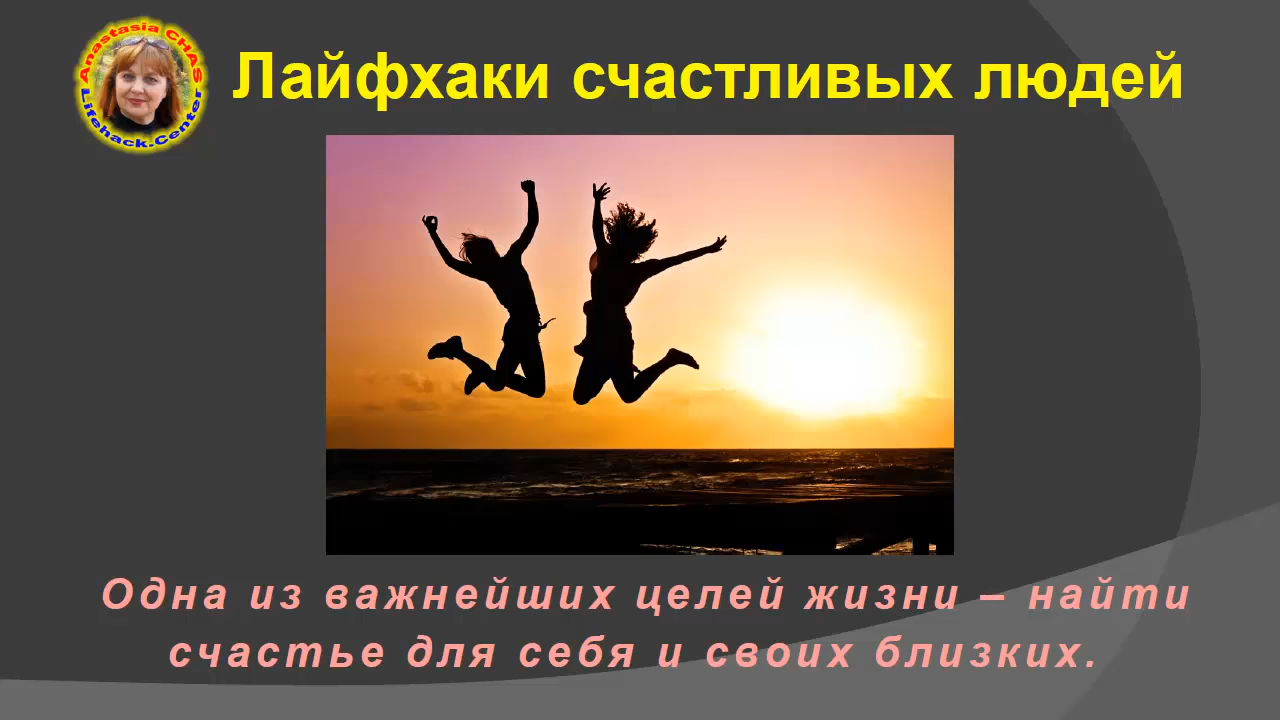 Anastasia CHAS
Lifehack.Center
Лайфхаки счастливых людей
Одна из важнейших целей жизни – найти
счастье для себя и своих близких.